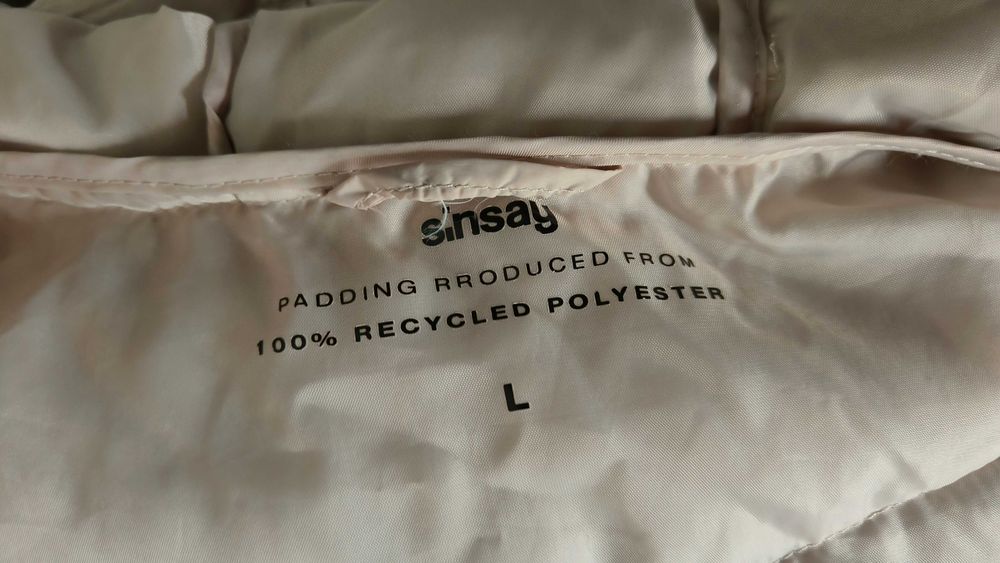 sinsay
PADDING RRODUCED FROM
100% RECYCLED POLYESTER
L